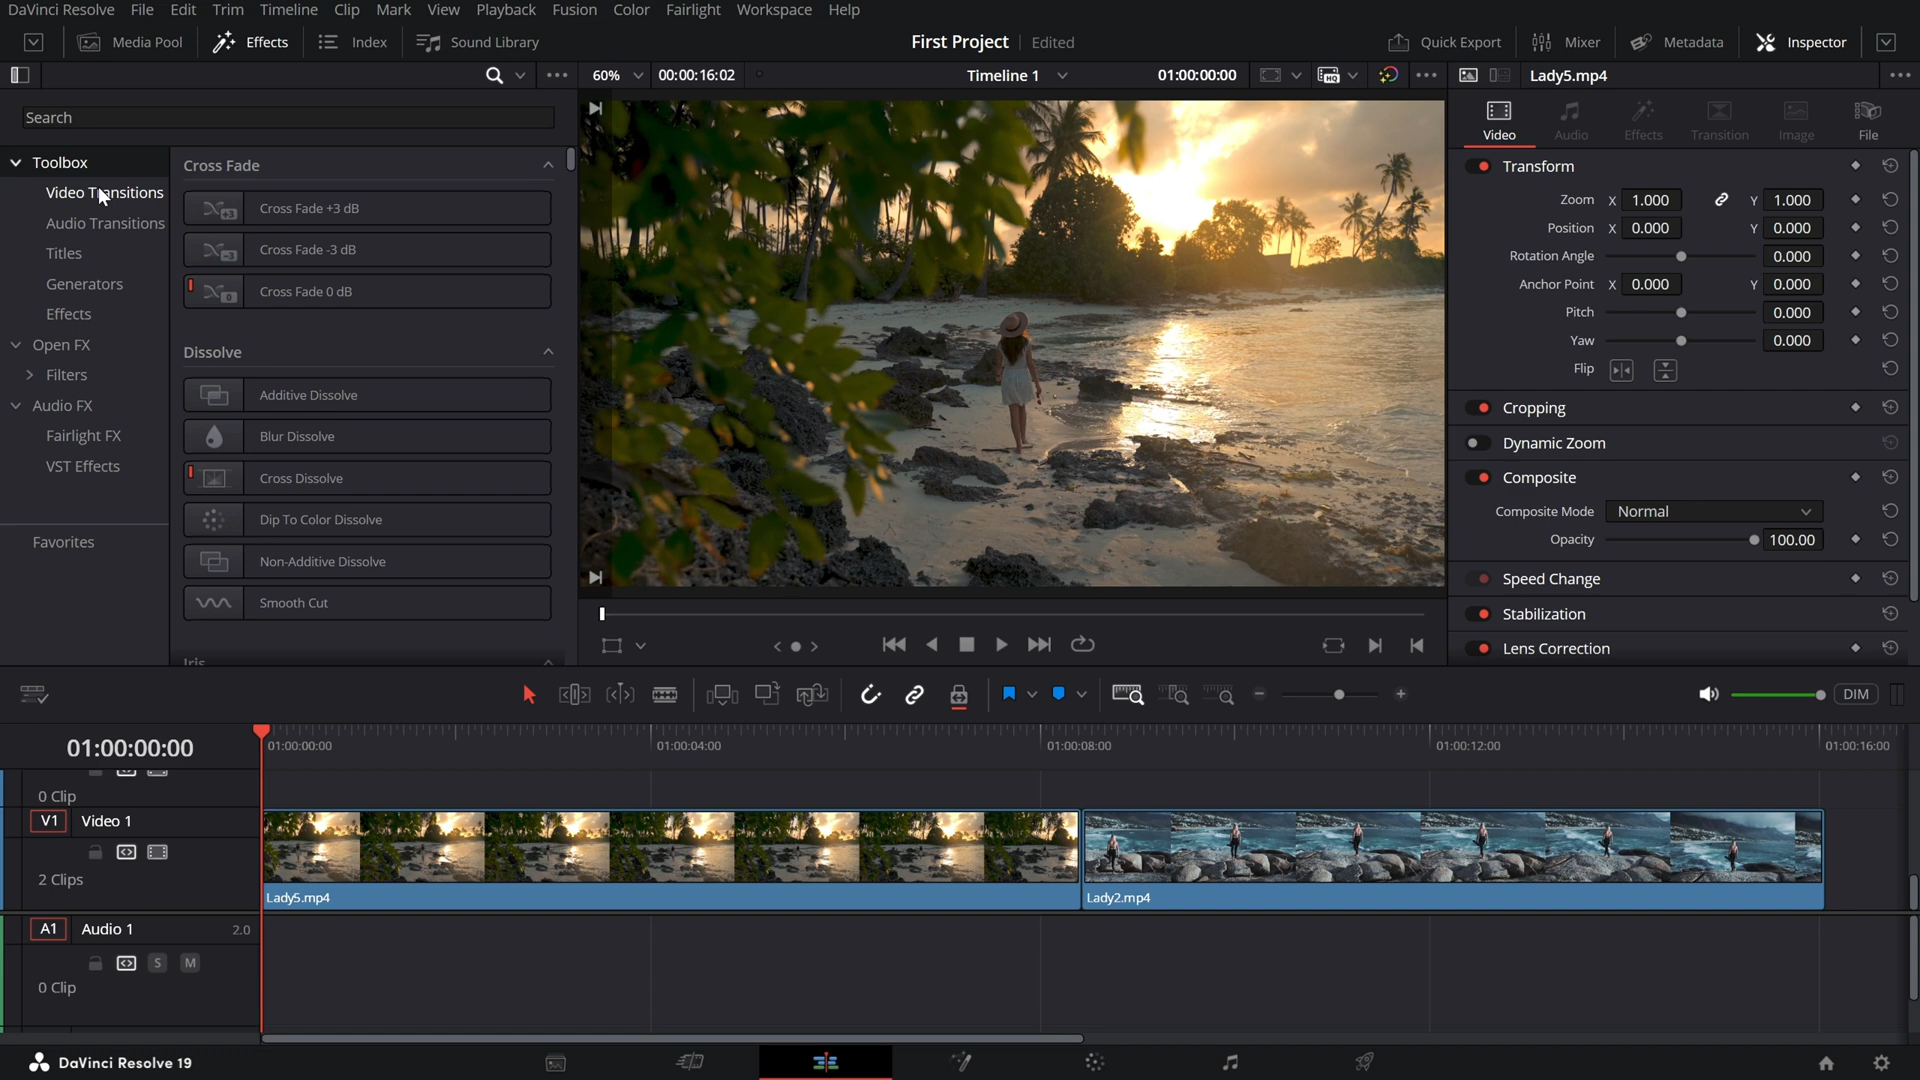 DaVinci Resolve File Edit Trim Timeline Clip Mark View Playback Fusion Color Fairlight Workspace Help
Media Pool Effects Index Sound Library First Project Edited Quick Export Mixer Metadata Inspector
60% 00:00:16:02 Timeline 1 01:00:00:00 HQ Lady5.mp4
Search
Video Audio Effects Transition Image File
Toolbox
Video Transitions
Audio Transitions
Titles
Generators
Effects
Open FX
Filters
Audio FX
Fairlight FX
VST Effects
Favorites
Cross Fade
+3 Cross Fade +3 dB
-3 Cross Fade -3 dB
0 Cross Fade 0 dB
Dissolve
Additive Dissolve
Blur Dissolve
Cross Dissolve
Dip To Color Dissolve
Non-Additive Dissolve
Smooth Cut
Iris
Transform
Zoom X 1.000 Y 1.000
Position X 0.000 Y 0.000
Rotation Angle 0.000
Anchor Point X 0.000 Y 0.000
Pitch 0.000
Yaw 0.000
Flip
Cropping
Dynamic Zoom
Composite
Composite Mode Normal
Opacity 100.00
Speed Change
Stabilization
Lens Correction
DIM
01:00:00:00
01:00:00:00 01:00:04:00 01:00:08:00 01:00:12:00 01:00:16:00
0 Clip
V1 Video 1
2 Clips
Lady5.mp4 Lady2.mp4
A1 Audio 1 2.0
S M
0 Clip
DaVinci Resolve 19